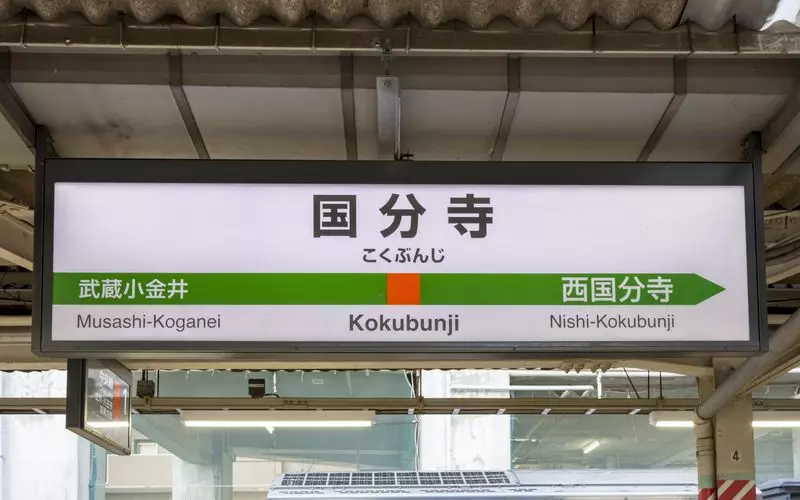 国分寺
こくぶんじ
武蔵小金井 西国分寺
Musashi-Koganei Kokubunji Nishi-Kokubunji
4